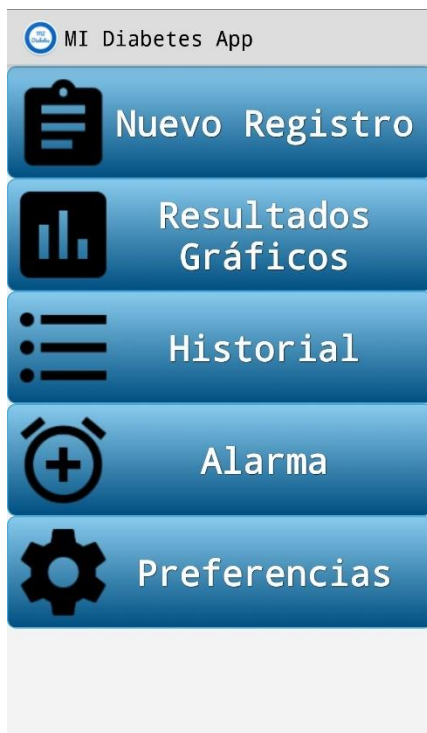 MI Diabetes App
Nuevo Registro
Resultados
Gráficos
Historial
Alarma
Preferencias